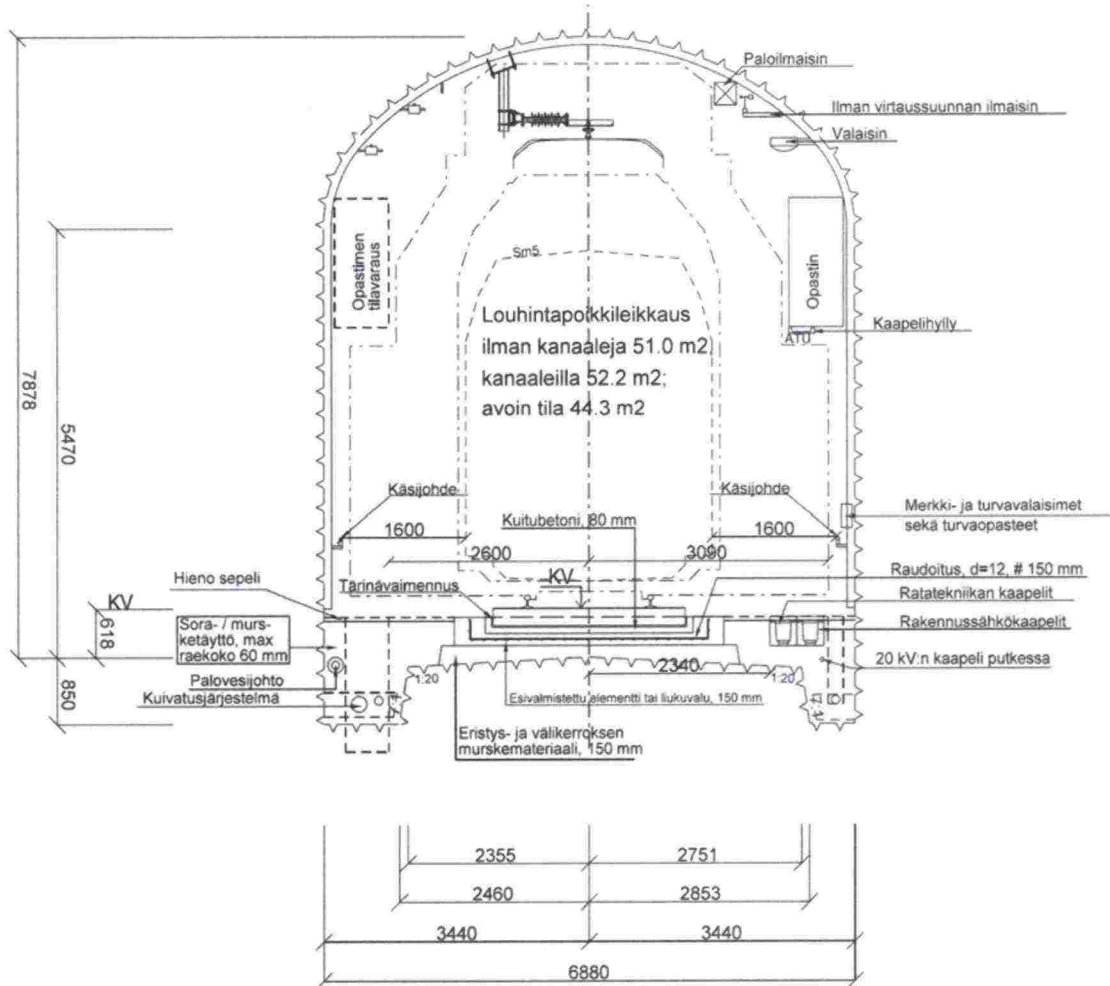 Paloilmaisin
Ilman virtaussuunnan ilmaisin
Valaisin
Opastimen
tilavaraus
Opastin
Sm5
Louhintapoikkileikkaus
ilman kanaaleja 51.0 m2,
kanaaleilla 52.2 m2;
avoin tila 44.3 m2
Kaapelihylly
ATU
7878
5470
Käsijohde
Käsijohde
Merkki- ja turvavalaisimet
sekä turvaopasteet
Kuitubetoni, 80 mm
1600
1600
2600
3090
Hieno sepeli
Tärinävaimennus
KV
Raudoitus, d=12, # 150 mm
Ratatekniikan kaapelit
KV
618
Sora- / murs-
ketäyttö, max
raekoko 60 mm
Rakennussähkökaapelit
20 kV:n kaapeli putkessa
Palovesijohto
Kuivatusjärjestelmä
850
1:20
2340
1:20
Esivalmistettu elementti tai liukuvalu, 150 mm
Eristys- ja välikerroksen
murskemateriaali, 150 mm
2355
2751
2460
2853
3440
3440
6880